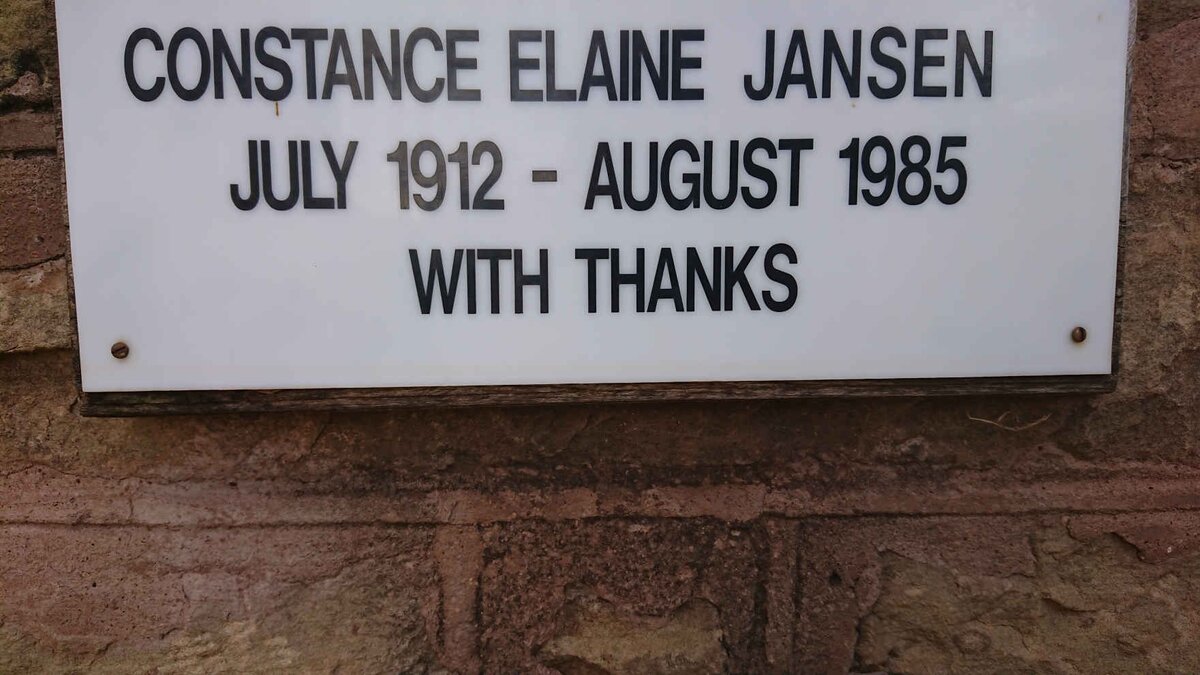 CONSTANCE ELAINE JANSEN
JULY 1912 - AUGUST 1985
WITH THANKS